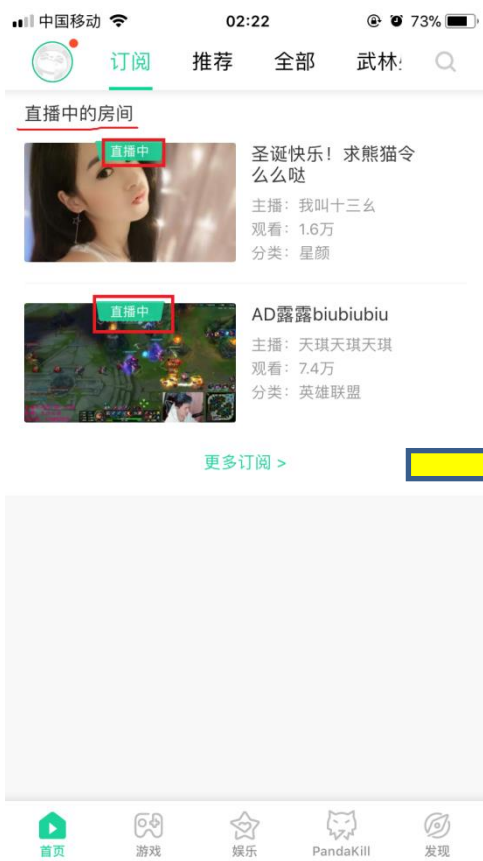 中国移动 02:22 73%
订阅 推荐 全部 武林
直播中的房间
直播中
圣诞快乐！求熊猫令
么么哒
主播：我叫十三幺
观看：1.6万
分类：星颜
直播中
AD露露biubiubiu
主播：天琪天琪天琪
观看：7.4万
分类：英雄联盟
更多订阅 >
首页 游戏 娱乐 PandaKill 发现